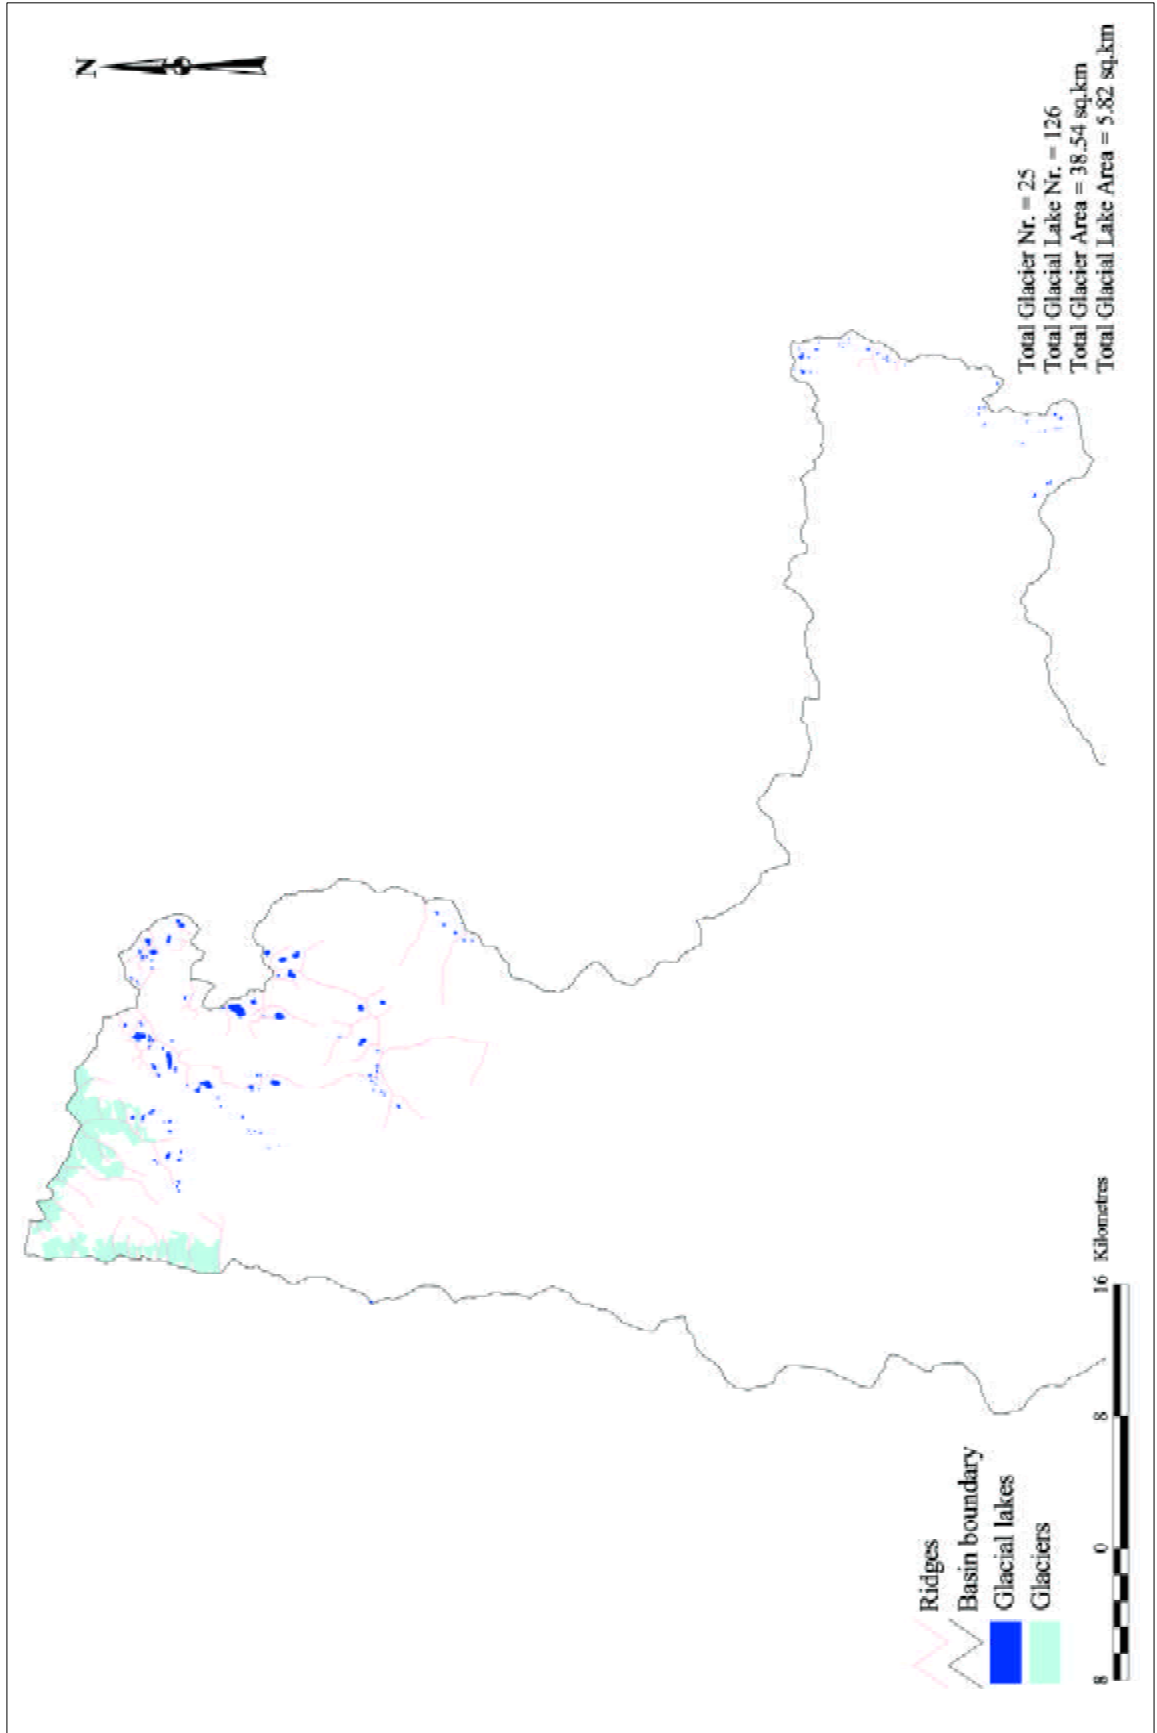 N
Total Glacier Nr. = 25
Total Glacial Lake Nr. = 126
Total Glacier Area = 38.54 sq.km
Total Glacial Lake Area = 5.82 sq.km
Ridges
Basin boundary
Glacial lakes
Glaciers
8 0 8 16 Kilometres